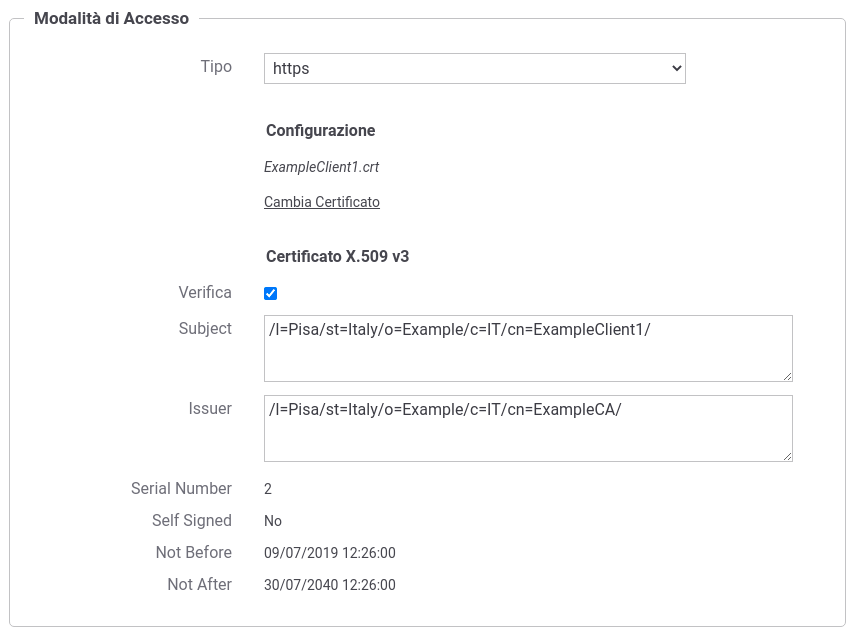 Modalità di Accesso
Tipo https
Configurazione
ExampleClient1.crt
Cambia Certificato
Certificato X.509 v3
Verifica
Subject /l=Pisa/st=Italy/o=Example/c=IT/cn=ExampleClient1/
Issuer /l=Pisa/st=Italy/o=Example/c=IT/cn=ExampleCA/
Serial Number 2
Self Signed No
Not Before 09/07/2019 12:26:00
Not After 30/07/2040 12:26:00